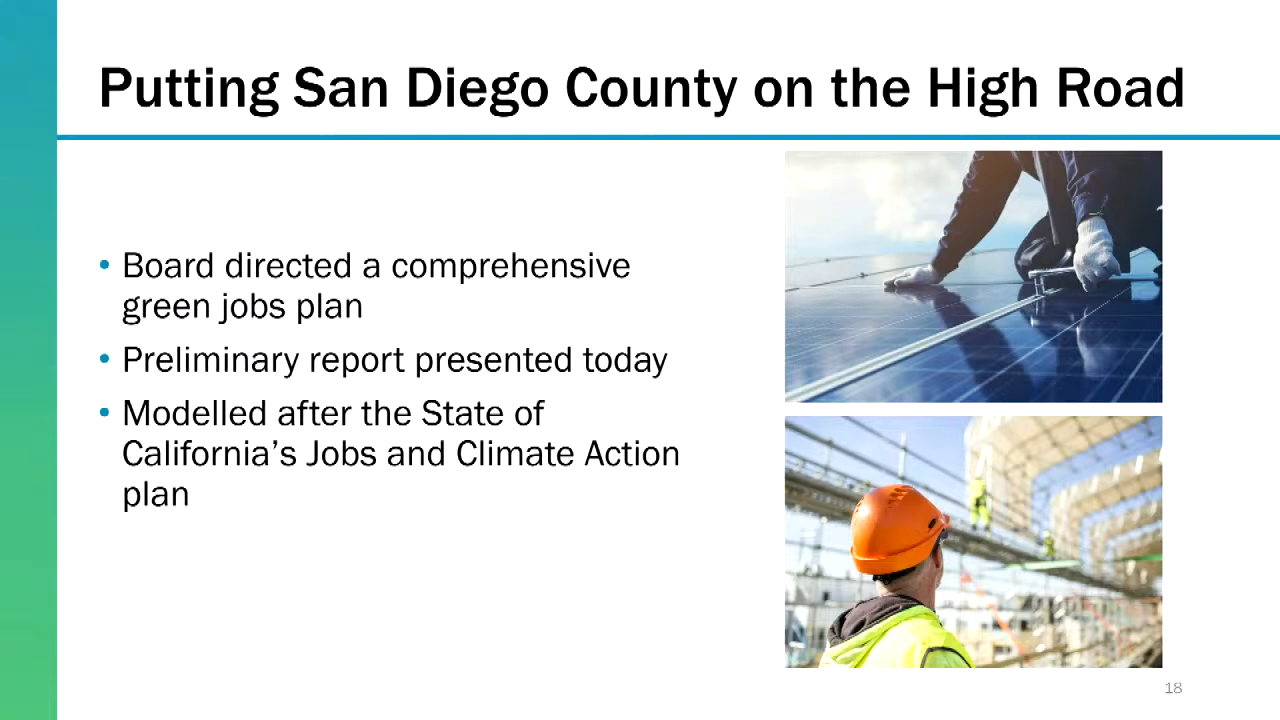 Putting San Diego County on the High Road
• Board directed a comprehensive
green jobs plan
• Preliminary report presented today
• Modelled after the State of
California’s Jobs and Climate Action
plan
18